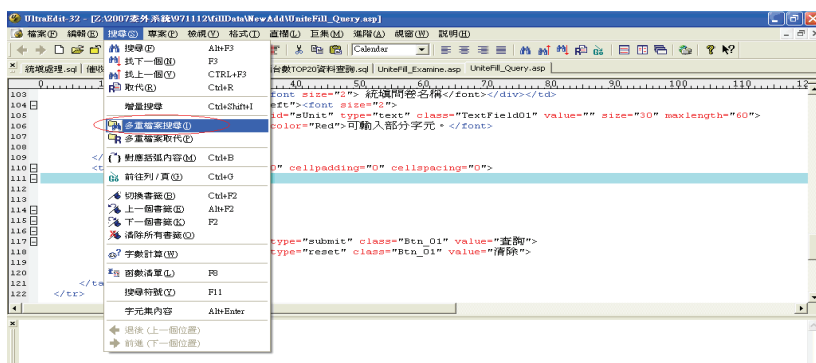 UltraEdit-32 - [Z:\2007委外系統\971112\fillData\NewAdd\UniteFill_Query.asp]
檔案(F) 編輯(E) 搜尋(S) 專案(P) 檢視(V) 格式(T) 直欄(L) 巨集(M) 進階(A) 視窗(W) 說明(H)
Calendar
統填處理.sql 台數TOP20資料查詢.sql UniteFill_Examine.asp UniteFill_Query.asp
搜尋(F) Alt+F3
找下一個(N) F3
找上一個(V) CTRL+F3
取代(R) Ctrl+R
增量搜尋 Ctrl+Shift+I
多重檔案搜尋(I)
多重檔案取代(P)
對應括弧內容(M) Ctrl+B
前往列/頁(G) Ctrl+G
切換書籤(B) Ctrl+F2
上一個書籤(E) Alt+F2
下一個書籤(K) F2
清除所有書籤(O)
字數計算(W)
函數清單(L) F8
搜尋符號(Y) F11
字元集內容 Alt+Enter
退後 (上一個位置)
前進 (下一個位置)
0 40 50 60 70 80 90 100 110 12
103 font size="2"> 統填問卷名稱</font></div></td>
104 eft"><font size="2">
105 id="sUnit" type="text" class="TextField01" value="" size="30" maxlength="60">
106 color="Red">可輸入部分字元。</font>
107
108
109 </
110 <t 0" cellpadding="0" cellspacing="0">
111
112
113
114
115
116
117 type="submit" class="Btn_01" value="查詢">
118 type="reset" class="Btn_01" value="清除">
119
120
121 </ta
122 </tr>